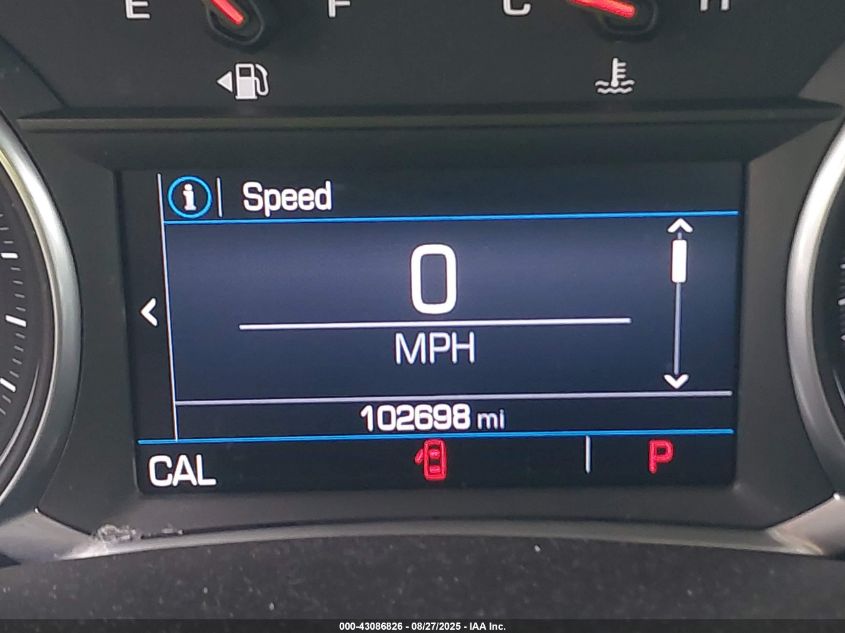 E F C H
i Speed
0
MPH
102698 mi
CAL P
000-43086826 - 08/27/2025 - IAA Inc.